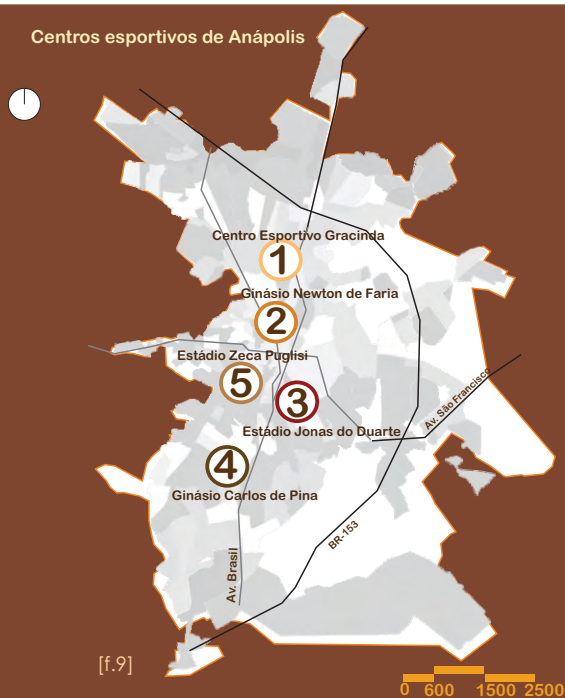 Centros esportivos de Anápolis
Centro Esportivo Gracinda
1
Ginásio Newton de Faria
2
Estádio Zeca Puglisi
5
3
Estádio Jonas do Duarte
Av. São Francisco
4
Ginásio Carlos de Pina
BR-153
Av. Brasil
[f.9]
0 600 1500 2500